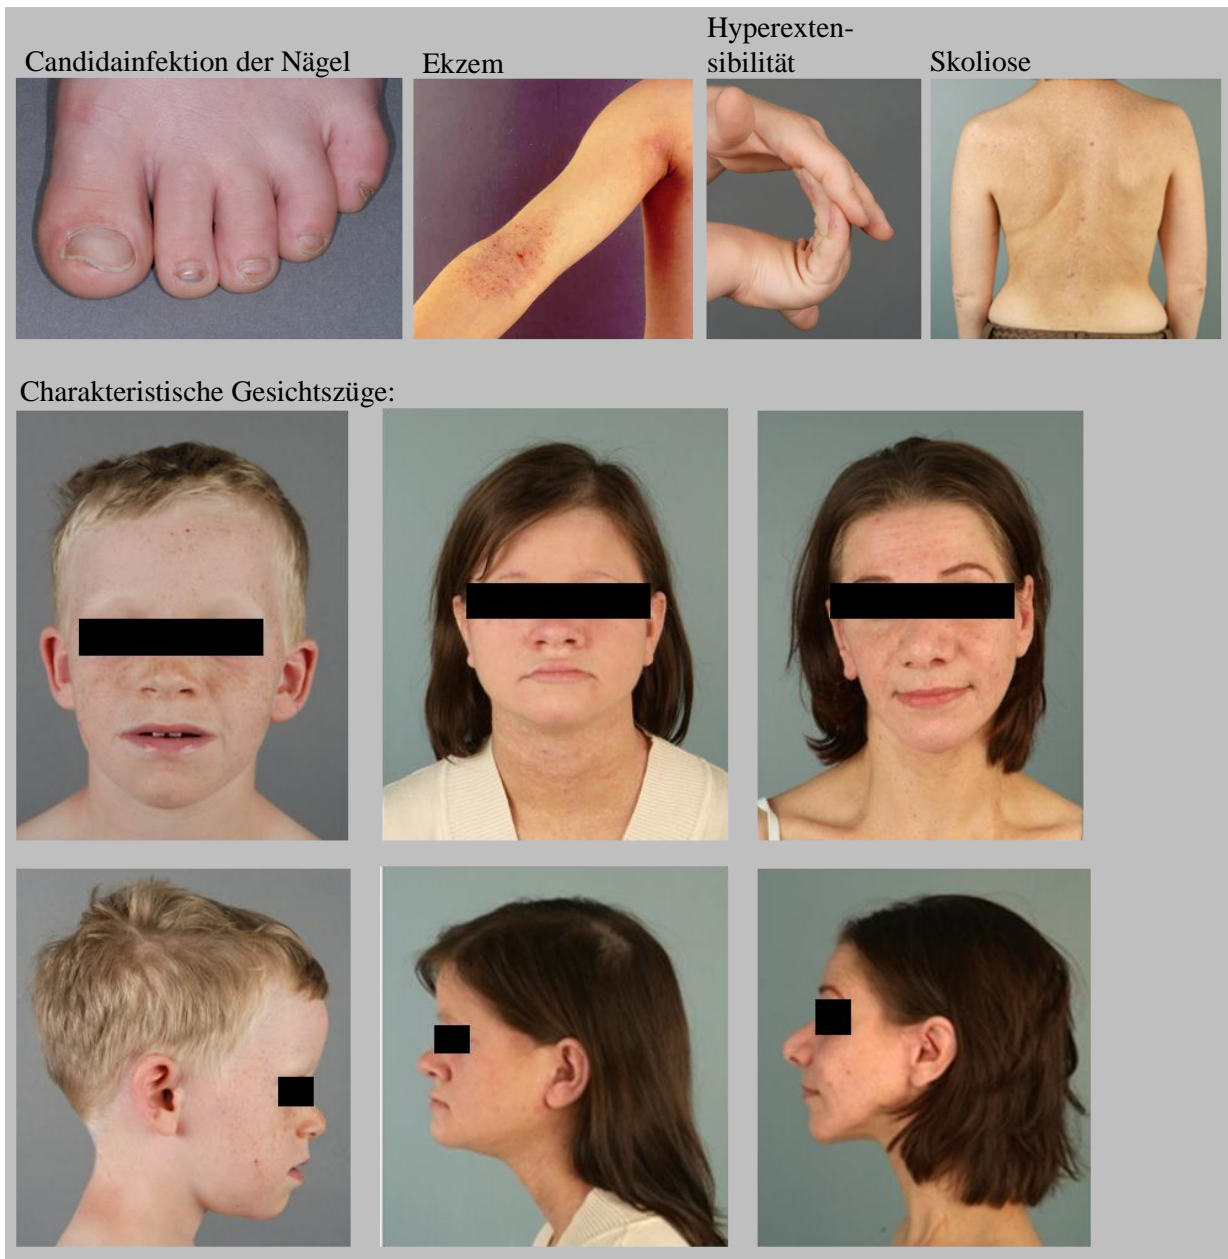 Candidainfektion der Nägel
Ekzem
Hyperexten-
sibilität
Skoliose
Charakteristische Gesichtszüge: